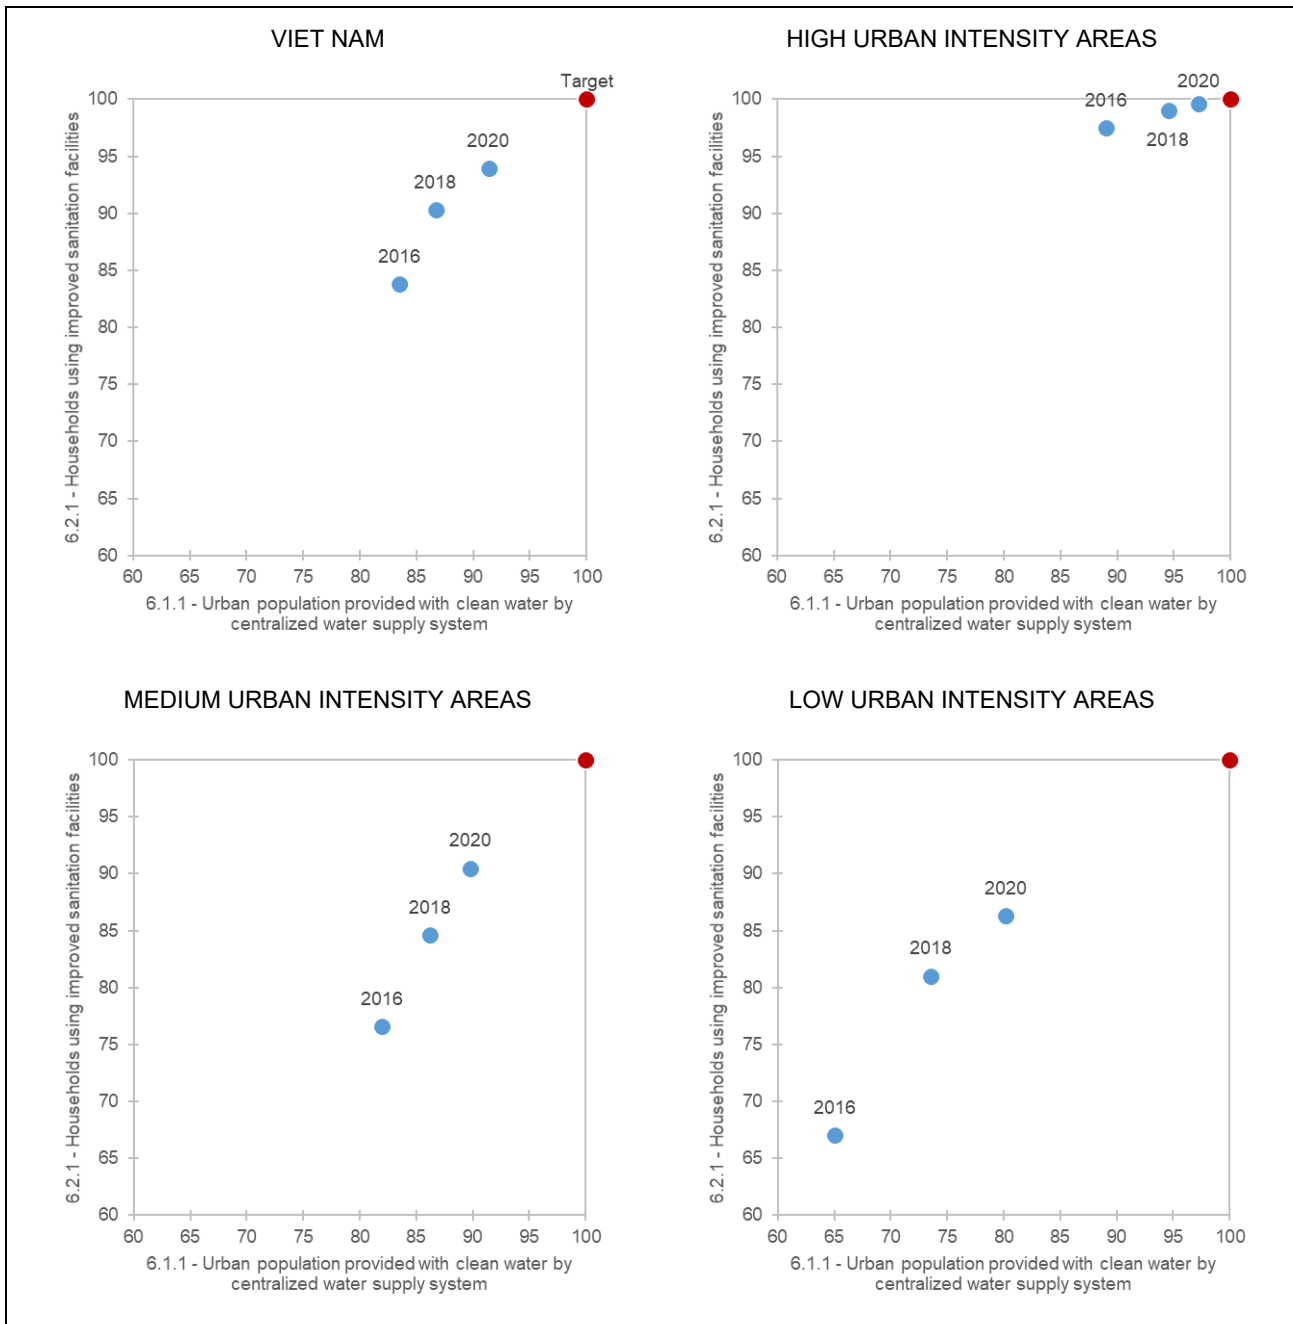 VIET NAM
Target
2020
2018
2016
100
95
90
85
80
75
70
65
60
60 65 70 75 80 85 90 95 100
6.2.1 - Households using improved sanitation facilities
6.1.1 - Urban population provided with clean water by
centralized water supply system
HIGH URBAN INTENSITY AREAS
2020
2016
2018
100
95
90
85
80
75
70
65
60
60 65 70 75 80 85 90 95 100
6.2.1 - Households using improved sanitation facilities
6.1.1 - Urban population provided with clean water by
centralized water supply system
MEDIUM URBAN INTENSITY AREAS
2020
2018
2016
100
95
90
85
80
75
70
65
60
60 65 70 75 80 85 90 95 100
6.2.1 - Households using improved sanitation facilities
6.1.1 - Urban population provided with clean water by
centralized water supply system
LOW URBAN INTENSITY AREAS
2020
2018
2016
100
95
90
85
80
75
70
65
60
60 65 70 75 80 85 90 95 100
6.2.1 - Households using improved sanitation facilities
6.1.1 - Urban population provided with clean water by
centralized water supply system